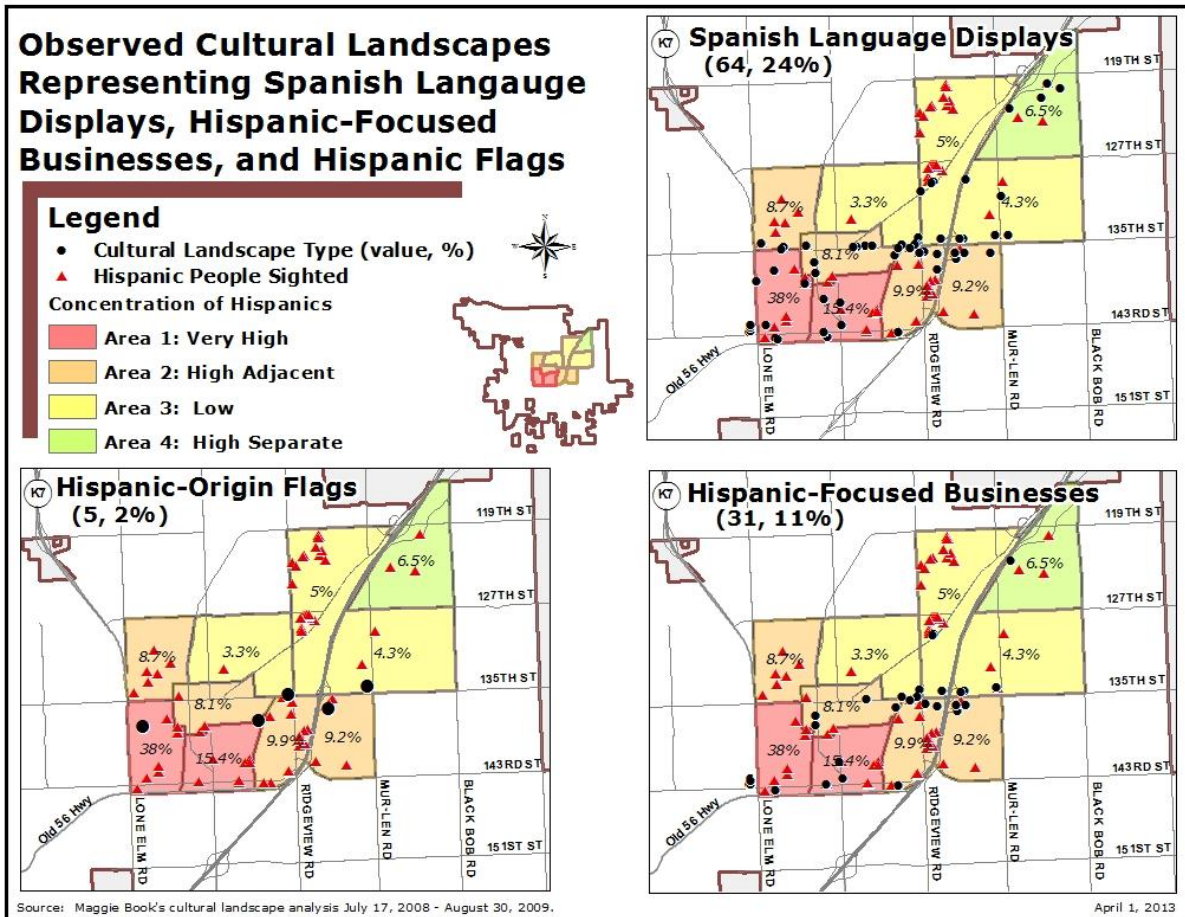 Observed Cultural Landscapes
Representing Spanish Langauge
Displays, Hispanic-Focused
Businesses, and Hispanic Flags
Legend
Cultural Landscape Type (value, %)
Hispanic People Sighted
Concentration of Hispanics
Area 1: Very High
Area 2: High Adjacent
Area 3: Low
Area 4: High Separate
N
W E
S
K7
Spanish Language Displays
(64, 24%)
119TH ST
6.5%
5%
127TH ST
8.7%
3.3%
4.3%
135TH ST
8.1%
38%
15.4%
9.9%
9.2%
143RD ST
Old 56 Hwy
LONE ELM RD
RIDGEVIEW RD
MUR-LEN RD
BLACK BOB RD
151ST ST
K7
Hispanic-Origin Flags
(5, 2%)
119TH ST
6.5%
5%
127TH ST
8.7%
3.3%
4.3%
135TH ST
8.1%
38%
15.4%
9.9%
9.2%
143RD ST
Old 56 Hwy
LONE ELM RD
RIDGEVIEW RD
MUR-LEN RD
BLACK BOB RD
151ST ST
K7
Hispanic-Focused Businesses
(31, 11%)
119TH ST
6.5%
5%
127TH ST
8.7%
3.3%
4.3%
135TH ST
8.1%
38%
15.4%
9.9%
9.2%
143RD ST
Old 56 Hwy
LONE ELM RD
RIDGEVIEW RD
MUR-LEN RD
BLACK BOB RD
151ST ST
Source: Maggie Book's cultural landscape analysis July 17, 2008 - August 30, 2009.
April 1, 2013